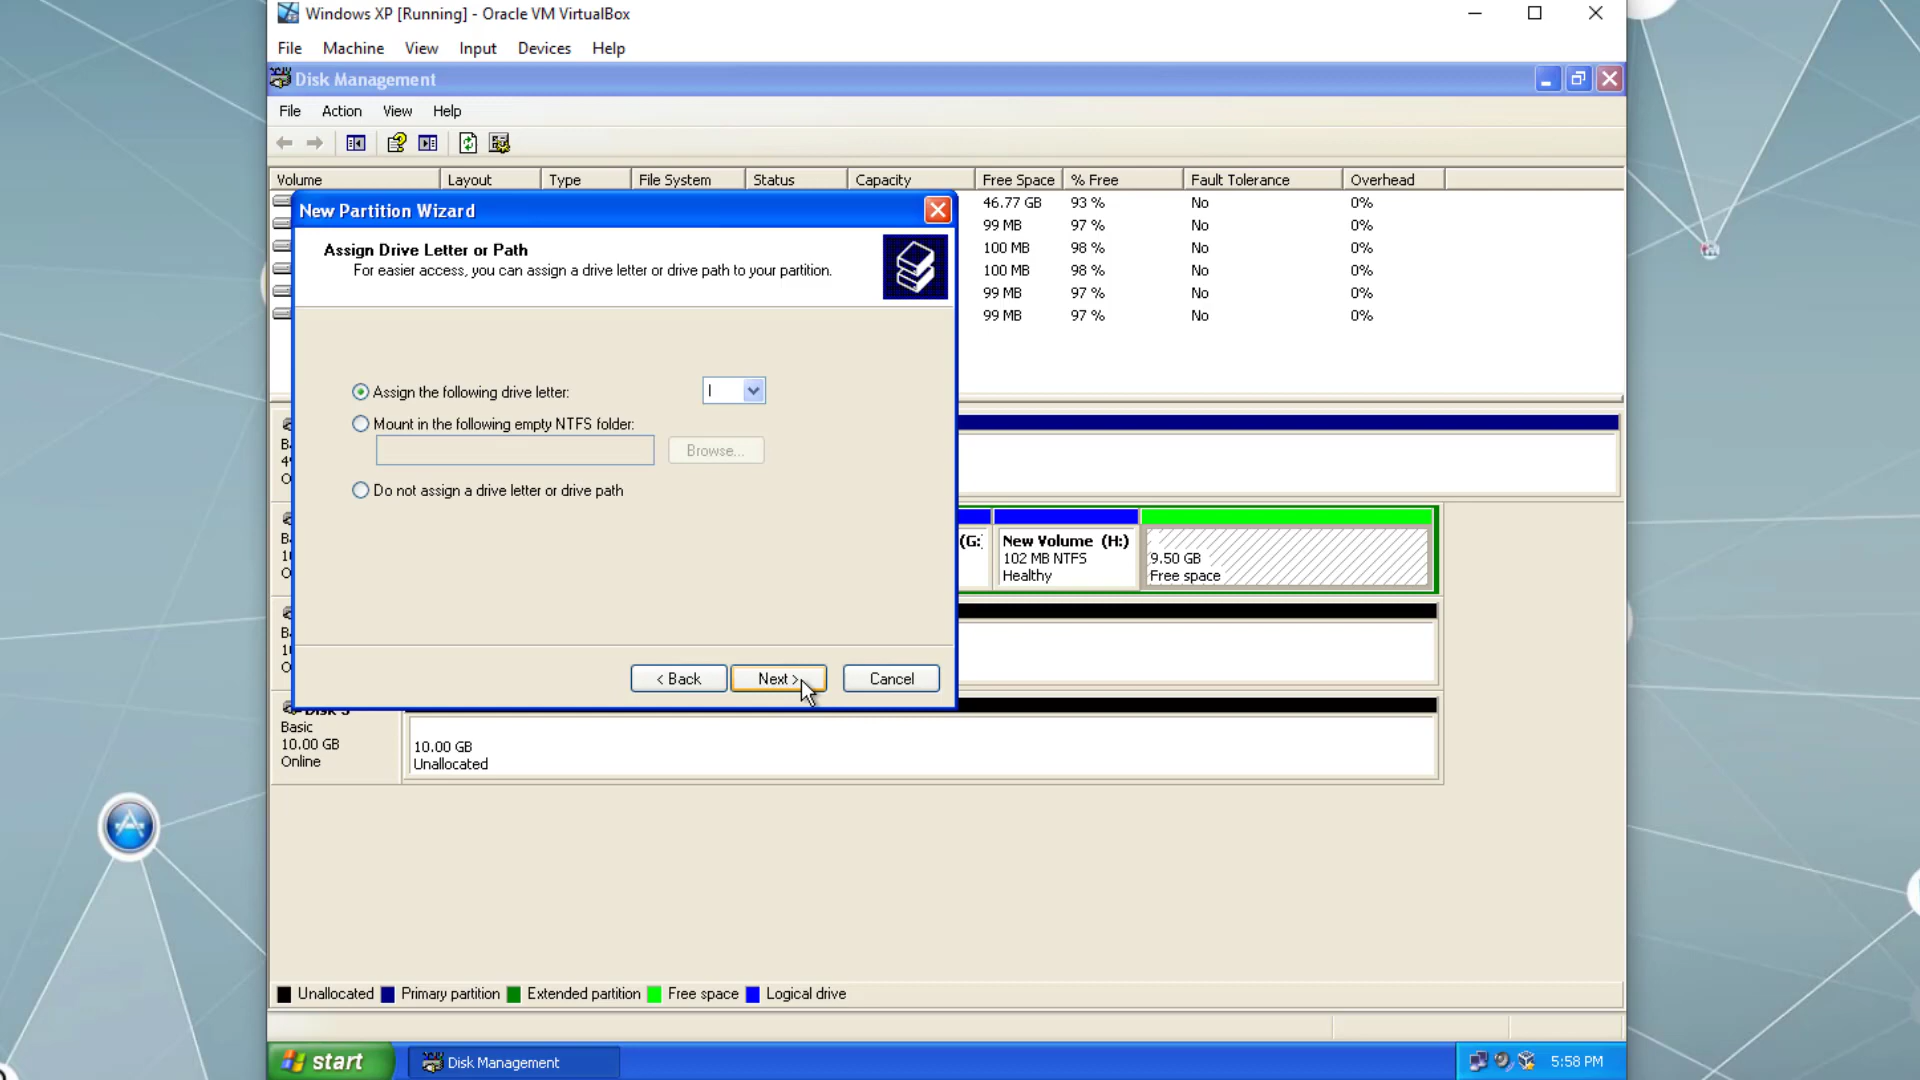 Windows XP [Running] - Oracle VM VirtualBox
File Machine View Input Devices Help
Disk Management
File Action View Help
Volume Layout Type File System Status Capacity Free Space % Free Fault Tolerance Overhead
46.77 GB 93 % No 0%
99 MB 97 % No 0%
100 MB 98 % No 0%
100 MB 98 % No 0%
99 MB 97 % No 0%
99 MB 97 % No 0%
New Partition Wizard
Assign Drive Letter or Path
For easier access, you can assign a drive letter or drive path to your partition.
Assign the following drive letter: I
Mount in the following empty NTFS folder:
Browse...
Do not assign a drive letter or drive path
< Back Next > Cancel
(G:
New Volume (H:)
102 MB NTFS
Healthy
9.50 GB
Free space
Basic
10.00 GB
Online
10.00 GB
Unallocated
Unallocated Primary partition Extended partition Free space Logical drive
start Disk Management 5:58 PM